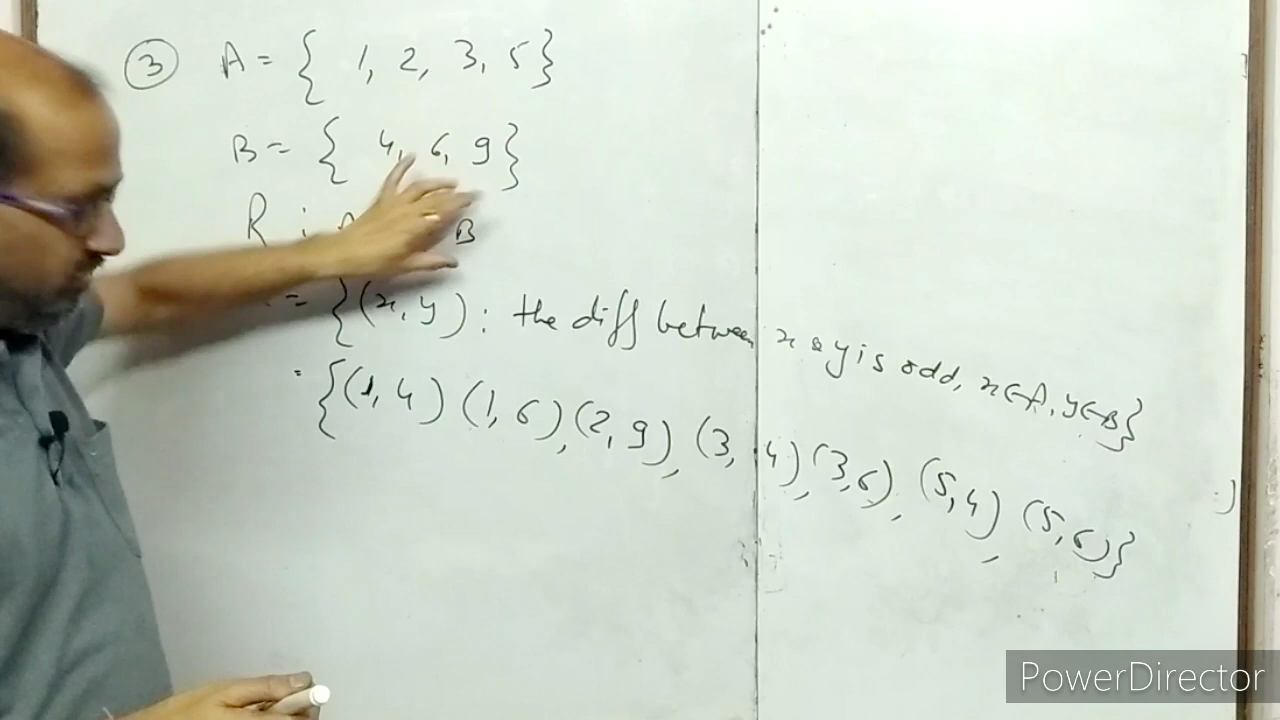 ③ A = { 1, 2, 3, 5}
B = { 4, 6, 9}
R : B
= {(x, y) : the diff between x & y is odd, x∈A, y∈B}
= {(1, 4) (1, 6), (2, 9), (3, 4), (3, 6), (5, 4), (5, 6)}
PowerDirector